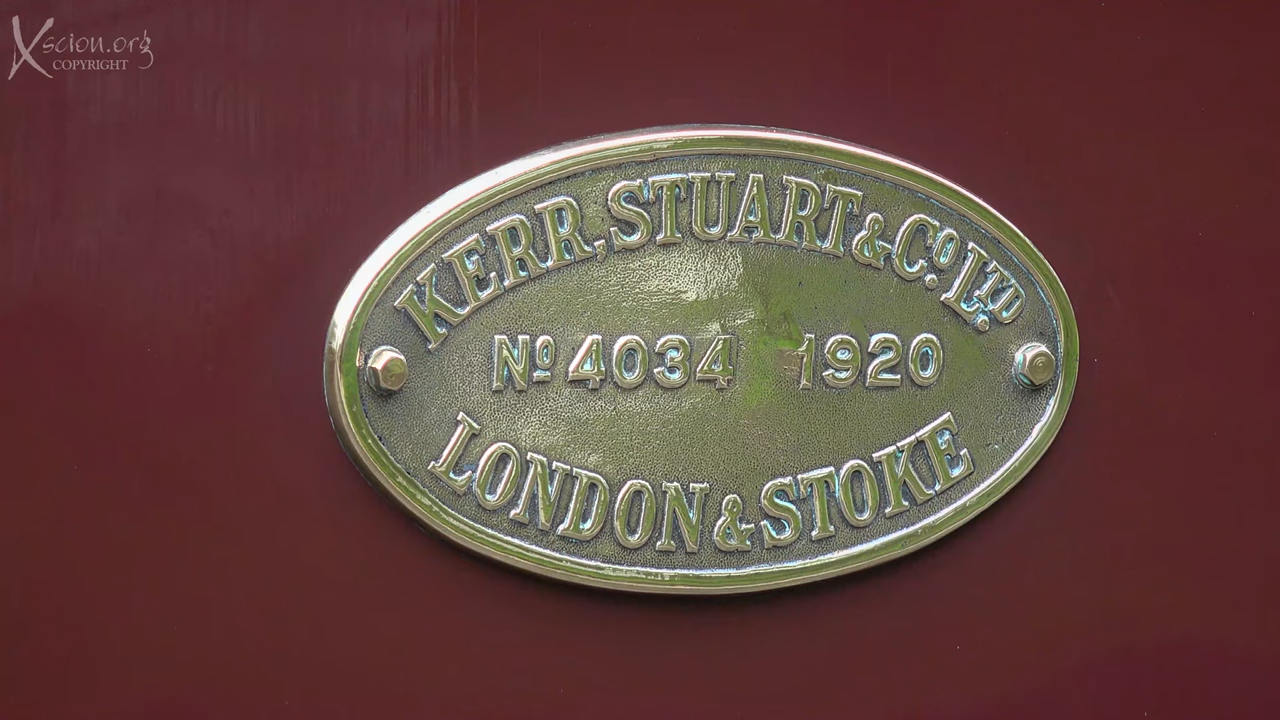 Xscion.org
COPYRIGHT
KERR, STUART & Co. LTD
No 4034 1920
LONDON & STOKE